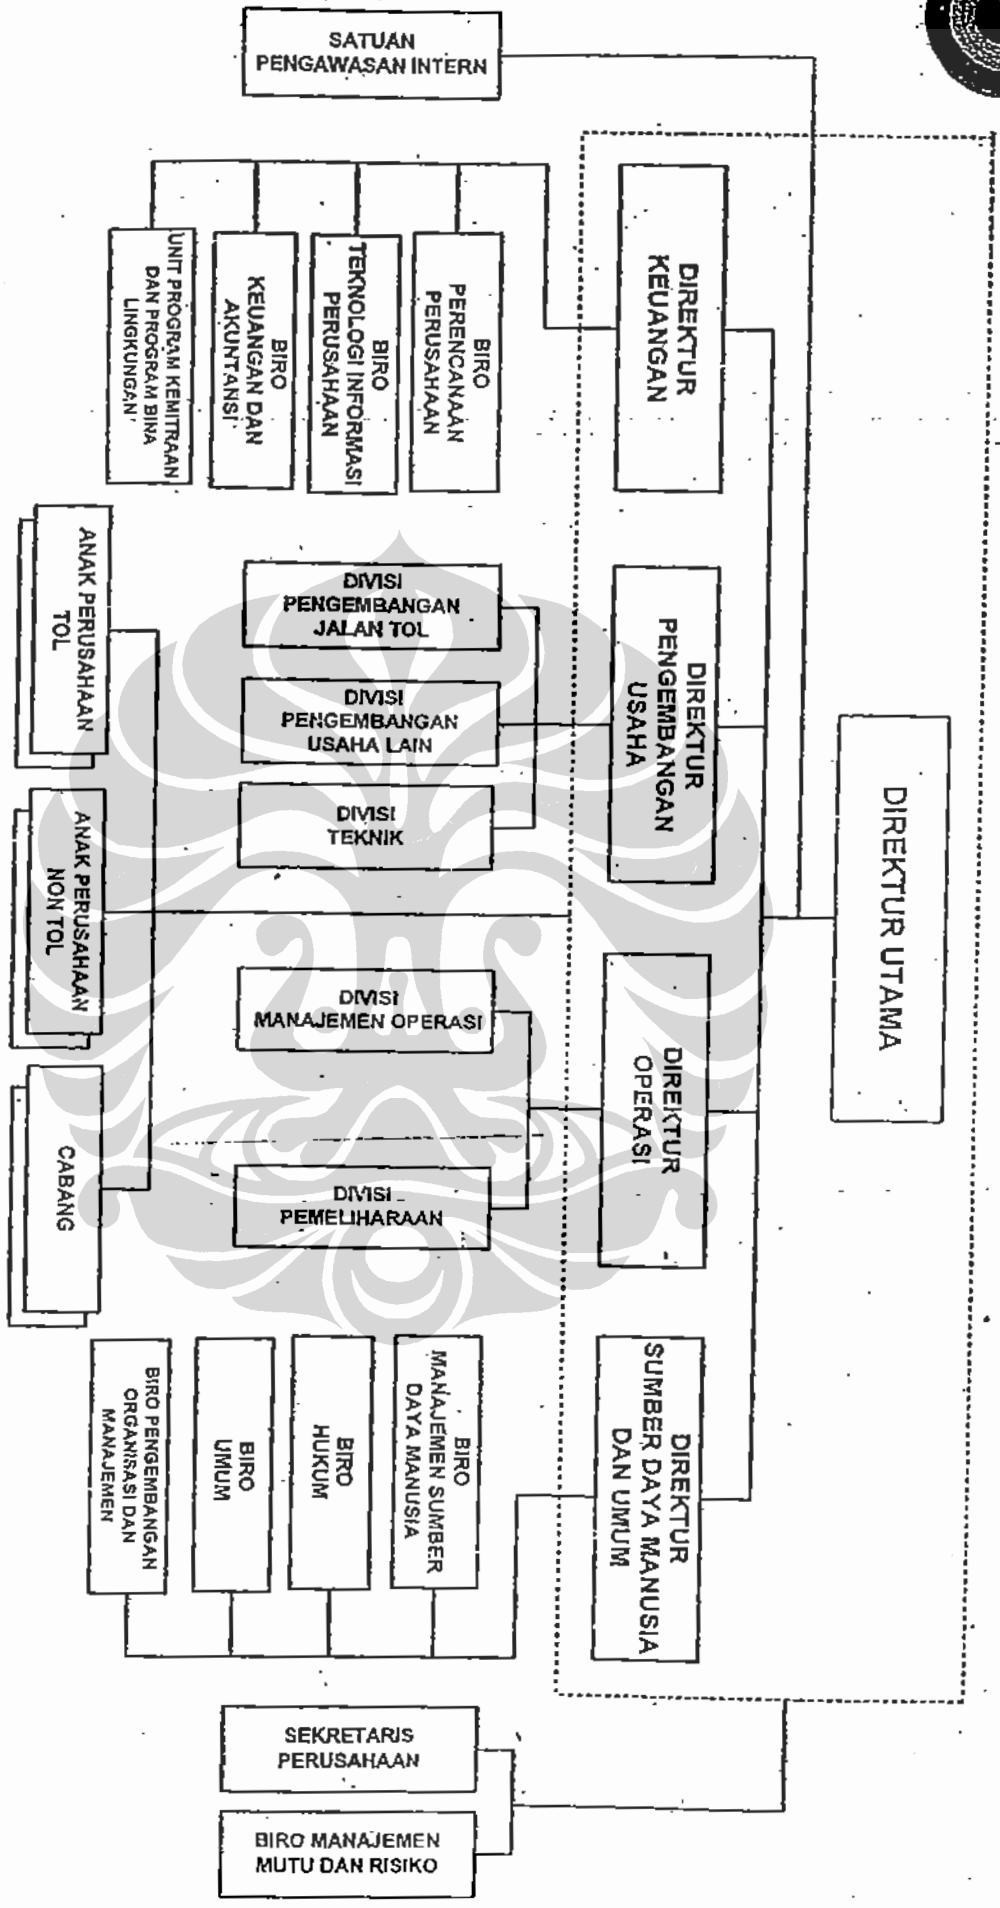 DIREKTUR UTAMA
SATUAN
PENGAWASAN INTERN
DIREKTUR
KEUANGAN
DIREKTUR
PENGEMBANGAN
USAHA
DIREKTUR
OPERASI
DIREKTUR
SUMBER DAYA MANUSIA
DAN UMUM
BIRO
PERENCANAAN
PERUSAHAAN
BIRO
TEKNOLOGI INFORMASI
PERUSAHAAN
BIRO
KEUANGAN DAN
AKUNTANSI
UNIT PROGRAM KEMITRAAN
DAN PROGRAM BINA
LINGKUNGAN
DIVISI
PENGEMBANGAN
JALAN TOL
DIVISI
PENGEMBANGAN
USAHA LAIN
DIVISI
TEKNIK
DIVISI
MANAJEMEN OPERASI
DIVISI
PEMELIHARAAN
BIRO
MANAJEMEN SUMBER
DAYA MANUSIA
BIRO
HUKUM
BIRO
UMUM
BIRO PENGEMBANGAN
ORGANISASI DAN
MANAJEMEN
SEKRETARIS
PERUSAHAAN
BIRO MANAJEMEN
MUTU DAN RISIKO
ANAK PERUSAHAAN
TOL
ANAK PERUSAHAAN
NON TOL
CABANG